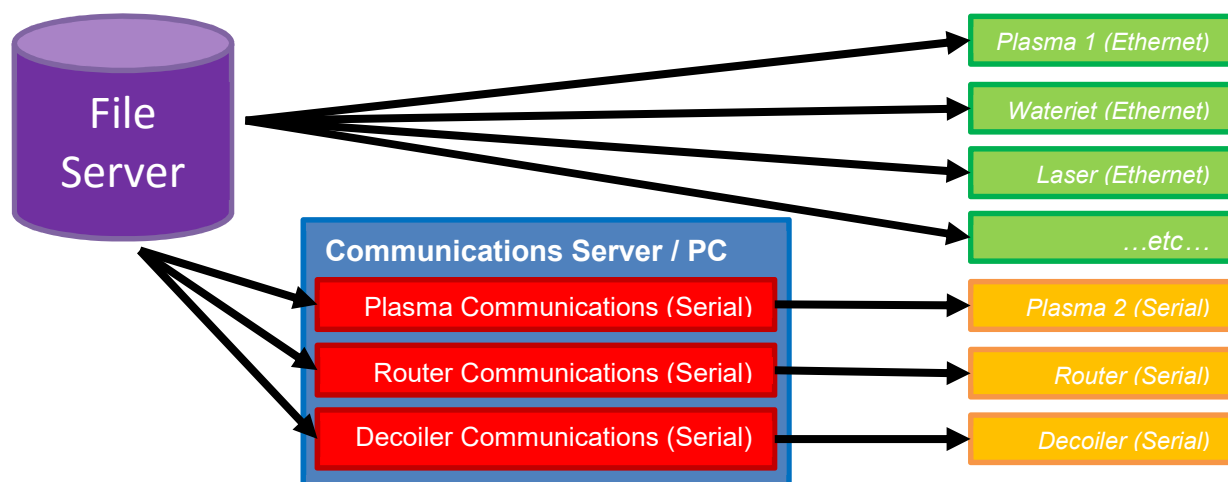 File
Server
Plasma 1 (Ethernet)
Waterjet (Ethernet)
Laser (Ethernet)
…etc…
Communications Server / PC
Plasma Communications (Serial)
Plasma 2 (Serial)
Router Communications (Serial)
Router (Serial)
Decoiler Communications (Serial)
Decoiler (Serial)